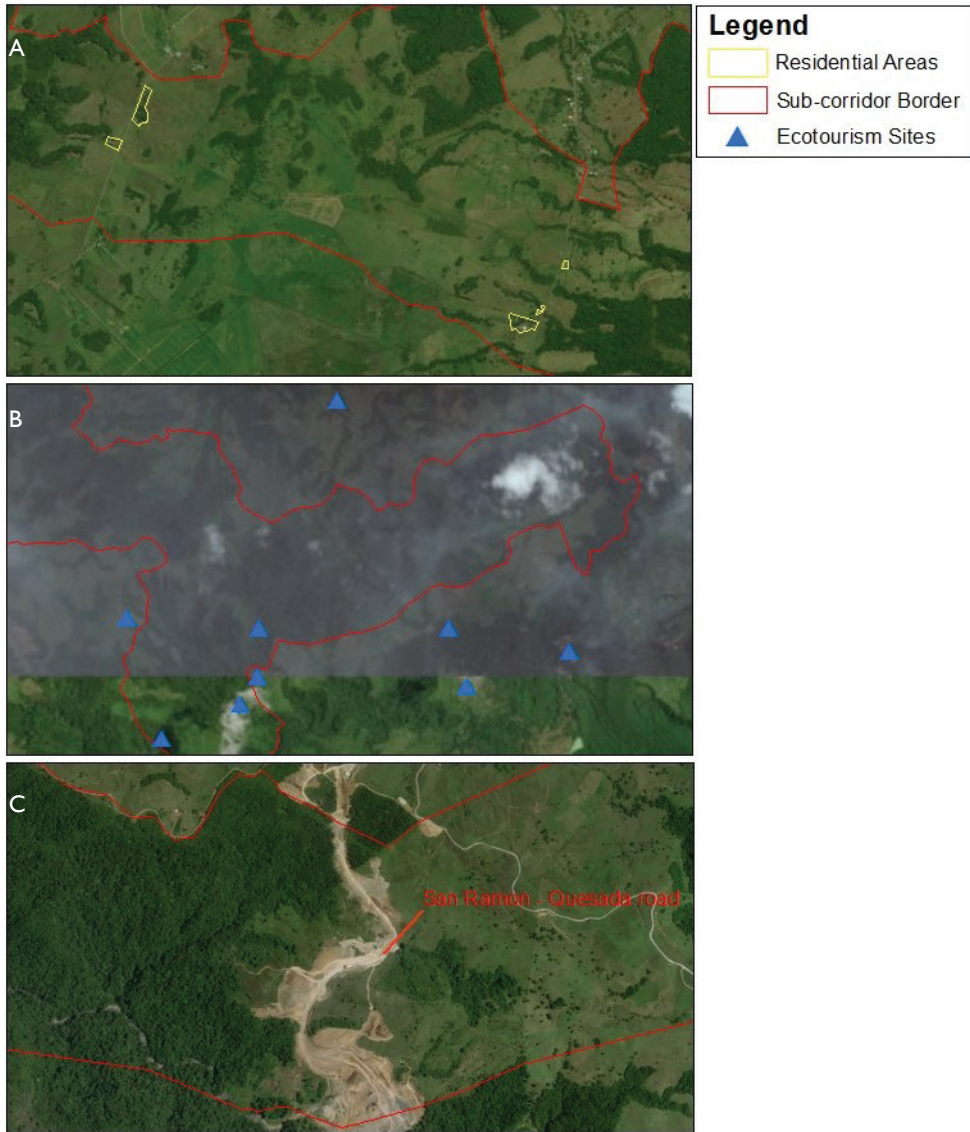 A
Legend
Residential Areas
Sub-corridor Border
Ecotourism Sites
B
C
San Ramon - Quesada road